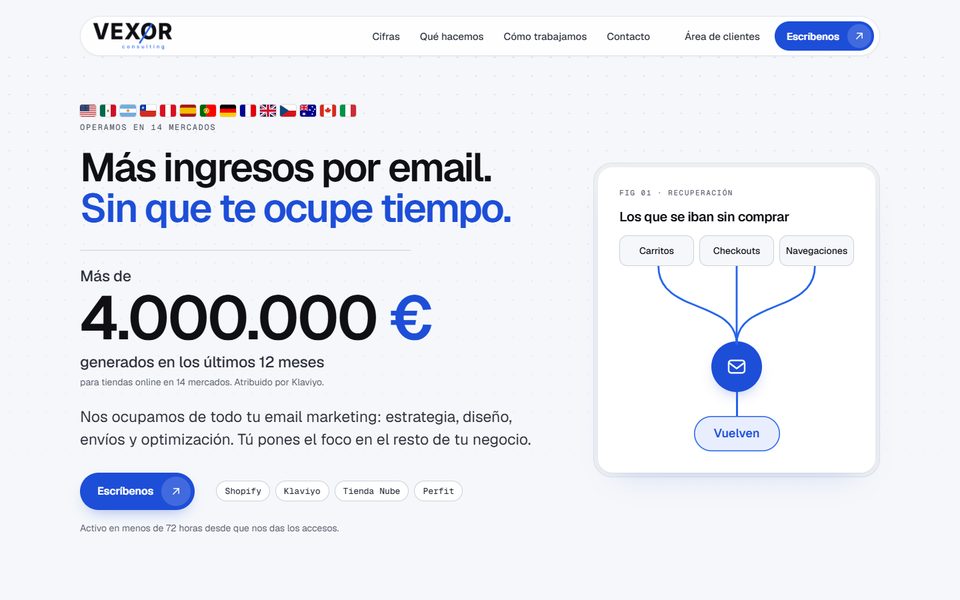 VEXOR
consulting
Cifras
Qué hacemos
Cómo trabajamos
Contacto
Área de clientes
Escríbenos
OPERAMOS EN 14 MERCADOS
Más ingresos por email.
Sin que te ocupe tiempo.
Más de
4.000.000 €
generados en los últimos 12 meses
para tiendas online en 14 mercados. Atribuido por Klaviyo.
Nos ocupamos de todo tu email marketing: estrategia, diseño,
envíos y optimización. Tú pones el foco en el resto de tu negocio.
Escríbenos
Shopify
Klaviyo
Tienda Nube
Perfit
Activo en menos de 72 horas desde que nos das los accesos.
FIG 01 · RECUPERACIÓN
Los que se iban sin comprar
Carritos
Checkouts
Navegaciones
Vuelven